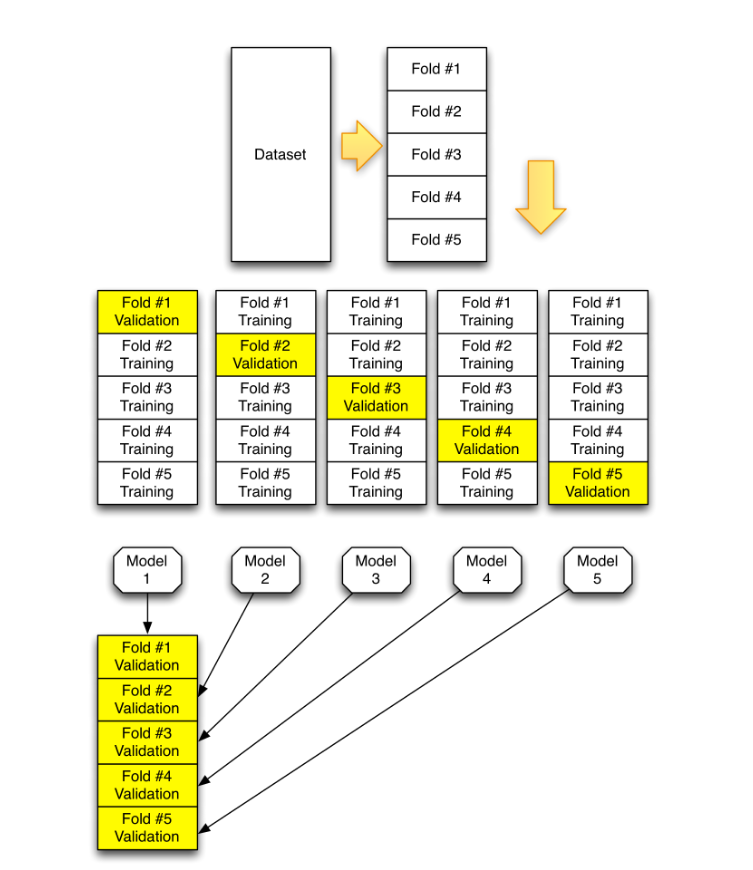 Dataset
Fold #1
Fold #2
Fold #3
Fold #4
Fold #5
Fold #1
Validation
Fold #2
Training
Fold #3
Training
Fold #4
Training
Fold #5
Training
Fold #1
Training
Fold #2
Validation
Fold #3
Training
Fold #4
Training
Fold #5
Training
Fold #1
Training
Fold #2
Training
Fold #3
Validation
Fold #4
Training
Fold #5
Training
Fold #1
Training
Fold #2
Training
Fold #3
Training
Fold #4
Validation
Fold #5
Training
Fold #1
Training
Fold #2
Training
Fold #3
Training
Fold #4
Training
Fold #5
Validation
Model
1
Model
2
Model
3
Model
4
Model
5
Fold #1
Validation
Fold #2
Validation
Fold #3
Validation
Fold #4
Validation
Fold #5
Validation